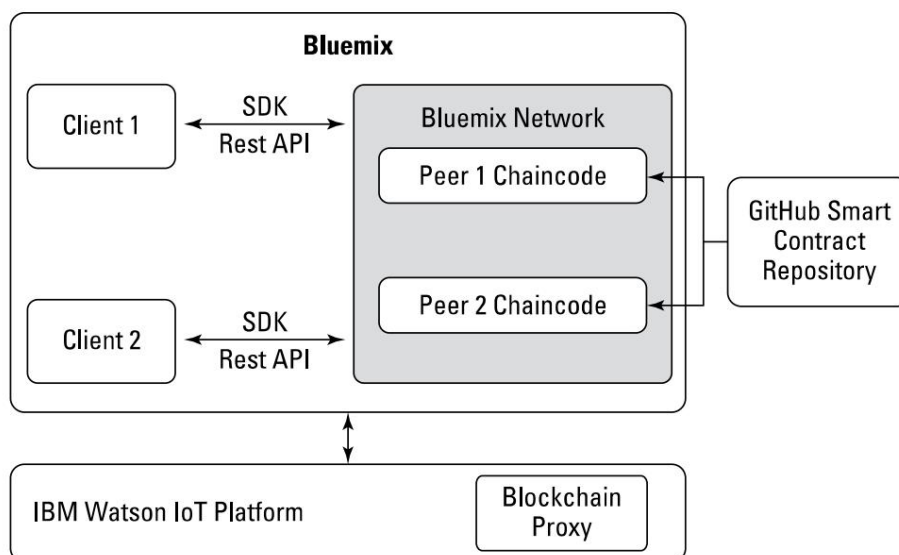 Bluemix
Client 1
SDK
Rest API
Bluemix Network
Peer 1 Chaincode
GitHub Smart
Contract
Repository
Client 2
SDK
Rest API
Peer 2 Chaincode
IBM Watson IoT Platform
Blockchain
Proxy